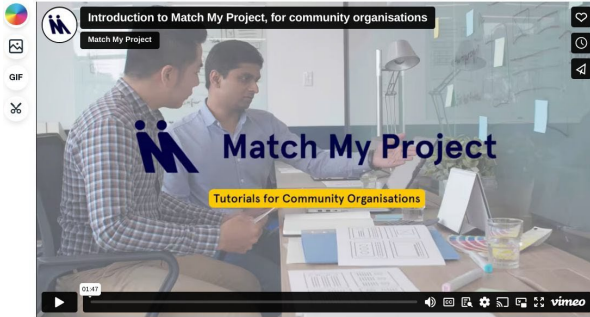 Introduction to Match My Project, for community organisations
Match My Project
GIF
Match My Project
Tutorials for Community Organisations
01:47
CC
vimeo